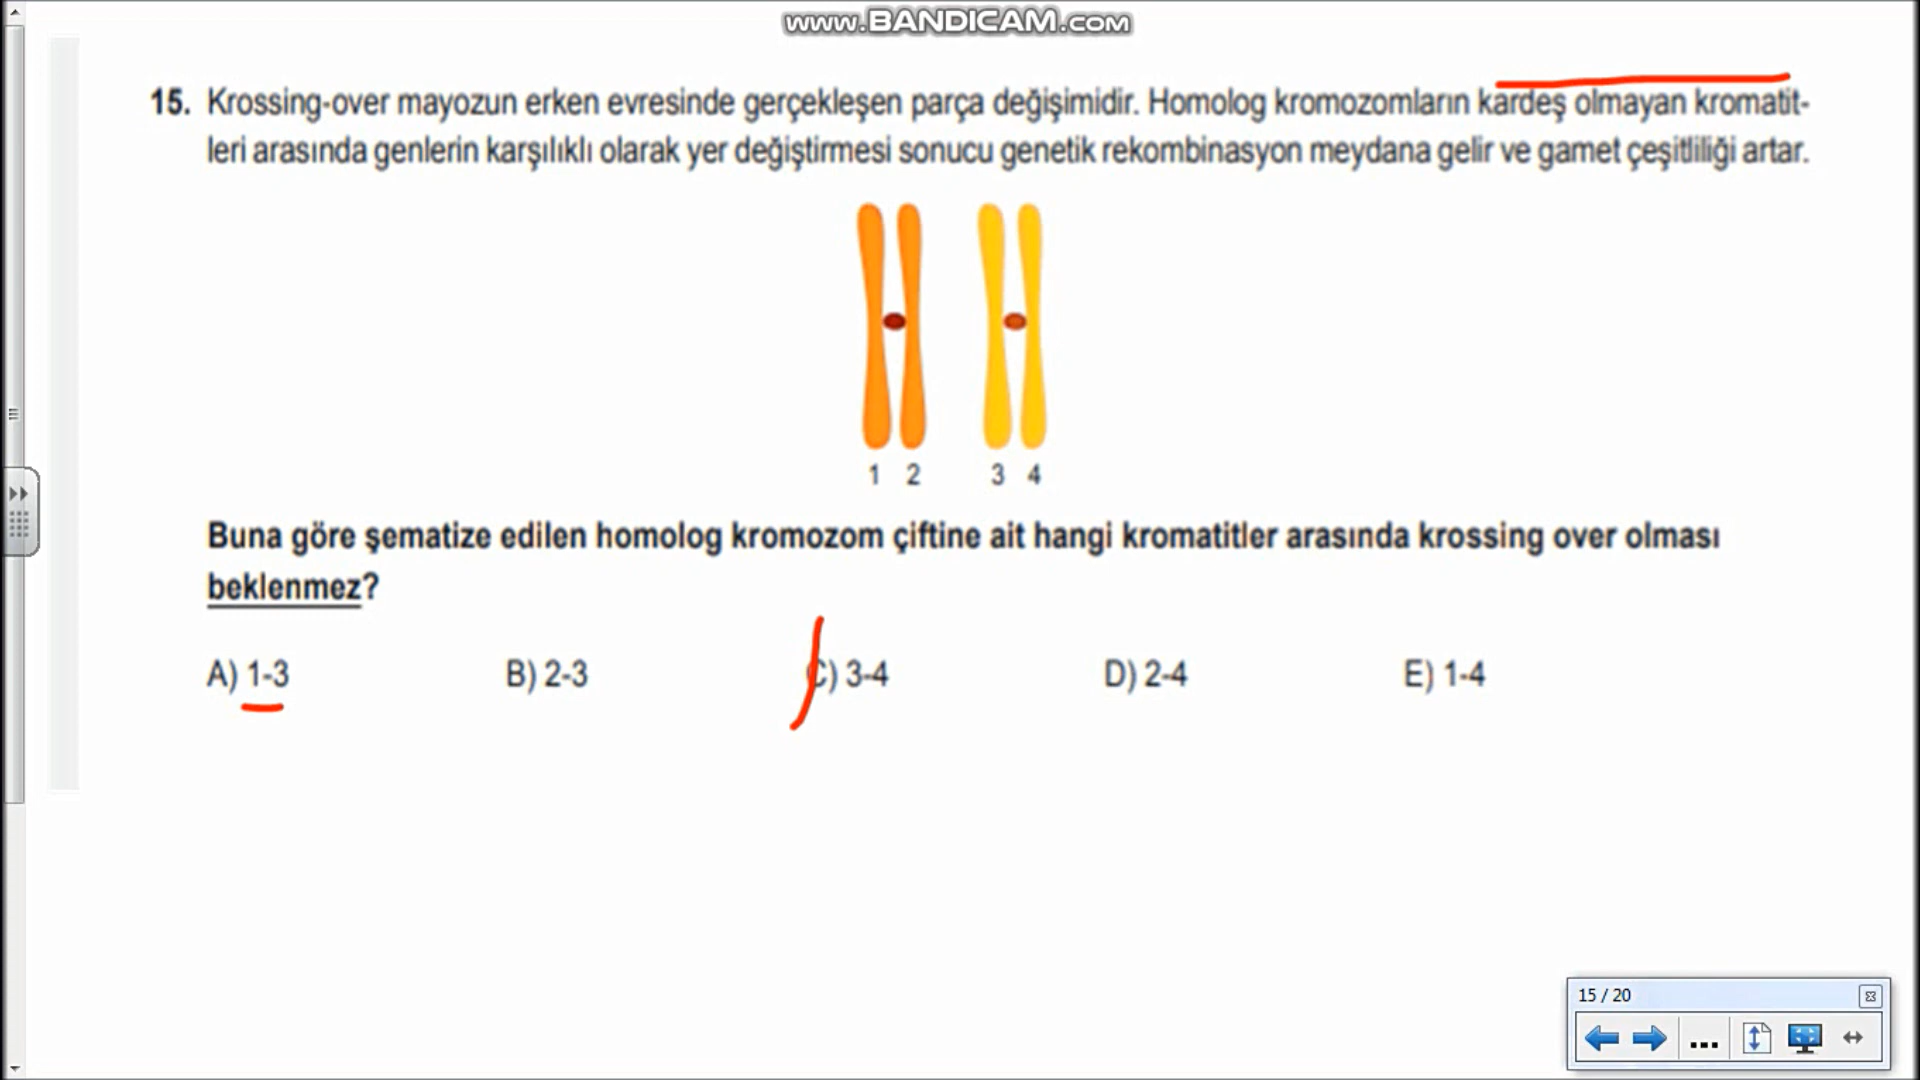 www.BANDICAM.com
15. Krossing-over mayozun erken evresinde gerçekleşen parça değişimidir. Homolog kromozomların kardeş olmayan kromatit-
leri arasında genlerin karşılıklı olarak yer değiştirmesi sonucu genetik rekombinasyon meydana gelir ve gamet çeşitliliği artar.
1 2 3 4
Buna göre şematize edilen homolog kromozom çiftine ait hangi kromatitler arasında krossing over olması
beklenmez?
A) 1-3 B) 2-3 C) 3-4 D) 2-4 E) 1-4
15 / 20